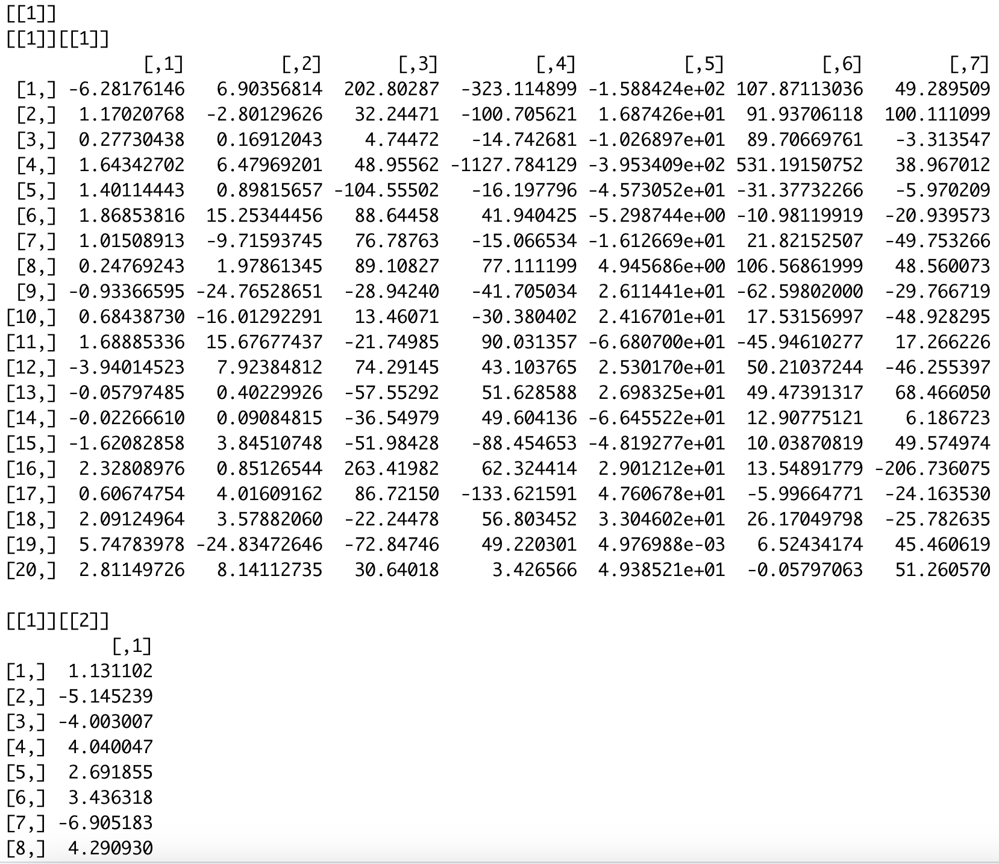 [[1]]
[[1]][[1]]
             [,1]         [,2]       [,3]         [,4]          [,5]         [,6]        [,7]
 [1,] -6.28176146   6.90356814  202.80287  -323.114899 -1.588424e+02 107.87113036   49.289509
 [2,]  1.17020768  -2.80129626   32.24471  -100.705621  1.687426e+01  91.93706118  100.111099
 [3,]  0.27730438   0.16912043    4.74472   -14.742681 -1.026897e+01  89.70669761   -3.313547
 [4,]  1.64342702   6.47969201   48.95562 -1127.784129 -3.953409e+02 531.19150752   38.967012
 [5,]  1.40114443   0.89815657 -104.55502   -16.197796 -4.573052e+01 -31.37732266   -5.970209
 [6,]  1.86853816  15.25344456   88.64458    41.940425 -5.298744e+00 -10.98119919  -20.939573
 [7,]  1.01508913  -9.71593745   76.78763   -15.066534 -1.612669e+01  21.82152507  -49.753266
 [8,]  0.24769243   1.97861345   89.10827    77.111199  4.945686e+00 106.56861999   48.560073
 [9,] -0.93366595 -24.76528651  -28.94240   -41.705034  2.611441e+01 -62.59802000  -29.766719
[10,]  0.68438730 -16.01292291   13.46071   -30.380402  2.416701e+01  17.53156997  -48.928295
[11,]  1.68885336  15.67677437  -21.74985    90.031357 -6.680700e+01 -45.94610277   17.266226
[12,] -3.94014523   7.92384812   74.29145    43.103765  2.530170e+01  50.21037244  -46.255397
[13,] -0.05797485   0.40229926  -57.55292    51.628588  2.698325e+01  49.47391317   68.466050
[14,] -0.02266610   0.09084815  -36.54979    49.604136 -6.645522e+01  12.90775121    6.186723
[15,] -1.62082858   3.84510748  -51.98428   -88.454653 -4.819277e+01  10.03870819   49.574974
[16,]  2.32808976   0.85126544  263.41982    62.324414  2.901212e+01  13.54891779 -206.736075
[17,]  0.60674754   4.01609162   86.72150  -133.621591  4.760678e+01  -5.99664771  -24.163530
[18,]  2.09124964   3.57882060  -22.24478    56.803452  3.304602e+01  26.17049798  -25.782635
[19,]  5.74783978 -24.83472646  -72.84746    49.220301  4.976988e-03   6.52434174   45.460619
[20,]  2.81149726   8.14112735   30.64018     3.426566  4.938521e+01  -0.05797063   51.260570
[[1]][[2]]
          [,1]
[1,]  1.131102
[2,] -5.145239
[3,] -4.003007
[4,]  4.040047
[5,]  2.691855
[6,]  3.436318
[7,] -6.905183
[8,]  4.290930